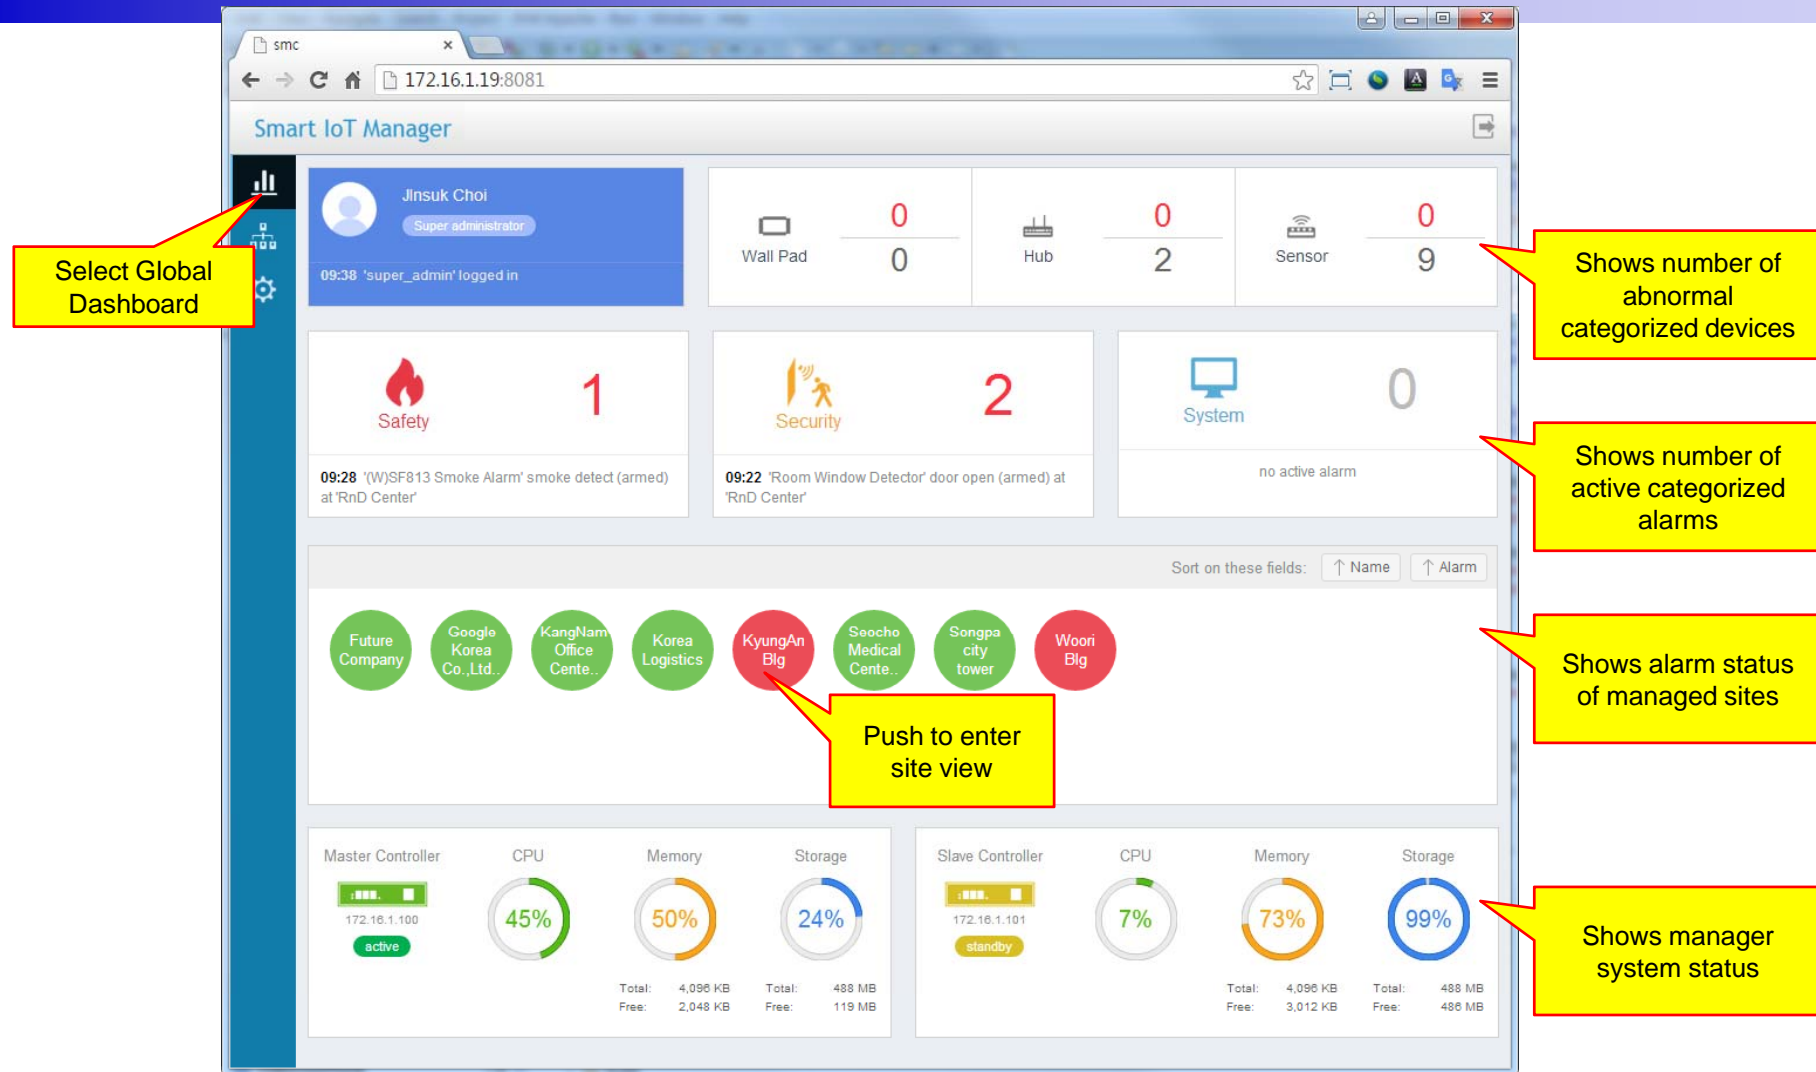 smc
172.16.1.19:8081
Smart IoT Manager
JInsuk Choi
Super administrator
09:38 'super_admin' logged in
Wall Pad
0
0
Hub
0
2
Sensor
0
9
Select Global
Dashboard
Shows number of
abnormal
categorized devices
Safety
1
09:28 '(W)SF813 Smoke Alarm' smoke detect (armed)
at 'RnD Center'
Security
2
09:22 'Room Window Detector' door open (armed) at
'RnD Center'
System
0
no active alarm
Shows number of
active categorized
alarms
Sort on these fields: ↑ Name ↑ Alarm
Future
Company
Google
Korea
Co.,Ltd..
KangNam
Office
Cente..
Korea
Logistics
KyungAn
Blg
Seocho
Medical
Cente..
Songpa
city
tower
Woori
Blg
Push to enter
site view
Shows alarm status
of managed sites
Master Controller
172.16.1.100
active
CPU
45%
Memory
50%
Total: 4,096 KB
Free: 2,048 KB
Storage
24%
Total: 488 MB
Free: 119 MB
Slave Controller
172.16.1.101
standby
CPU
7%
Memory
73%
Total: 4,096 KB
Free: 3,012 KB
Storage
99%
Total: 488 MB
Free: 486 MB
Shows manager
system status